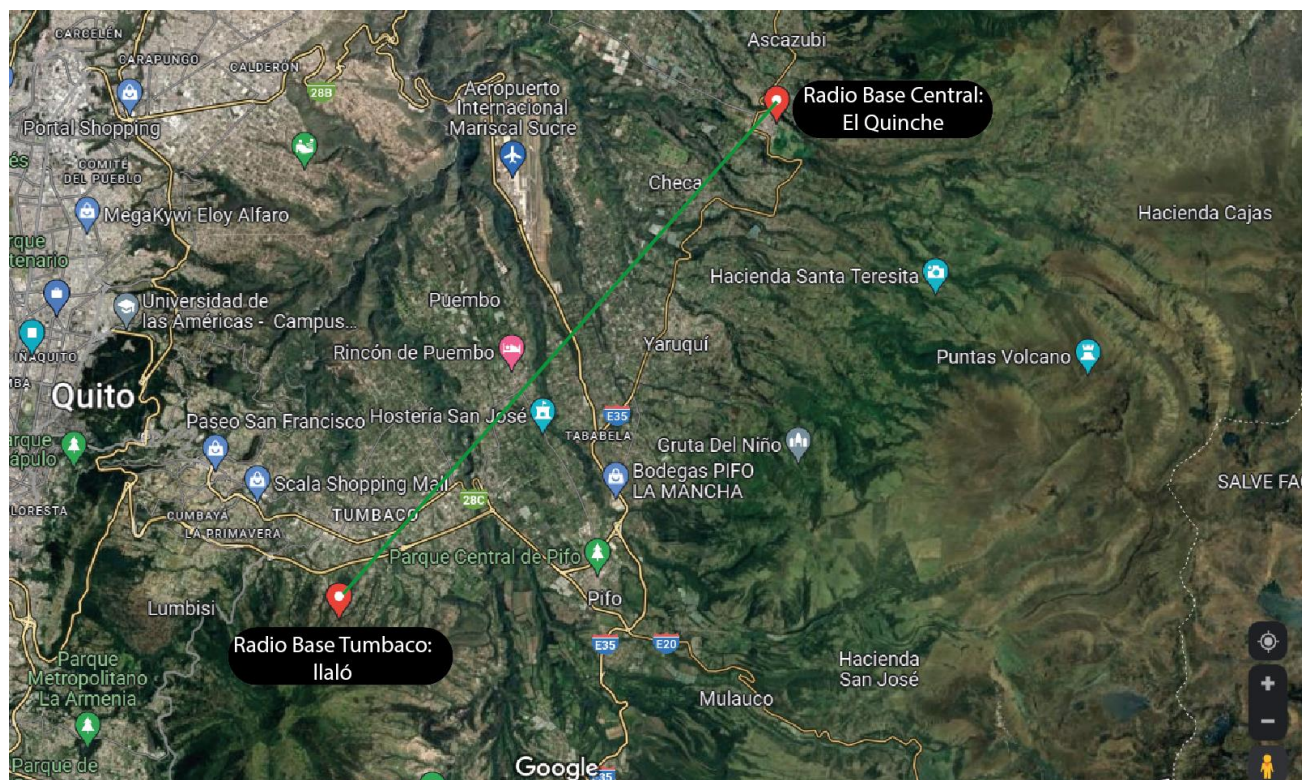 CARCELÉN
CARAPUNGO
CALDERÓN
28B
Portal Shopping
COMITÉ
DEL PUEBLO
MegaKywi Eloy Alfaro
Aeropuerto
Internacional
Mariscal Sucre
Ascazubi
Radio Base Central:
El Quinche
Checa
Hacienda Cajas
Hacienda Santa Teresita
Universidad de
las Américas - Campus...
IÑAQUITO
Puembo
Rincón de Puembo
Yaruquí
Puntas Volcano
Quito
Paseo San Francisco
Hostería San José
E35
TABABELA
Gruta Del Niño
Bodegas PIFO
LA MANCHA
Scala Shopping Mall
28C
SALVE FA
CUMBAYÁ
TUMBACO
LA PRIMAVERA
Parque Central de Pifo
Lumbisi
Pifo
Radio Base Tumbaco:
Ilaló
E35
E20
Parque
Metropolitano
La Armenia
Hacienda
San José
Mulauco
Parque de
Google
E35